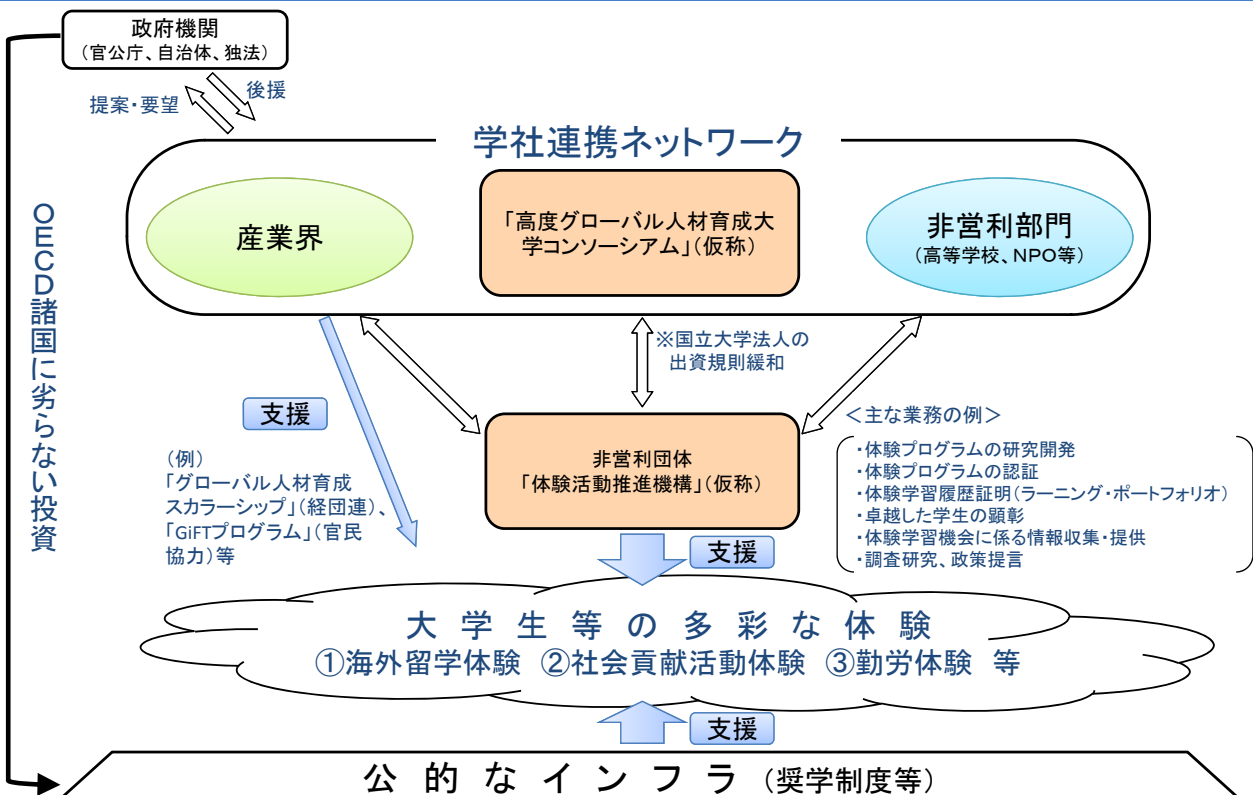 政府機関
(官公庁、自治体、独法)
提案・要望
後援
学社連携ネットワーク
産業界
「高度グローバル人材育成大
学コンソーシアム」(仮称)
非営利部門
(高等学校、NPO等)
OECD諸国に劣らない投資
※国立大学法人の
出資規則緩和
支援
(例)
「グローバル人材育成
スカラーシップ」(経団連)、
「GiFTプログラム」(官民
協力)等
非営利団体
「体験活動推進機構」(仮称)
<主な業務の例>
・体験プログラムの研究開発
・体験プログラムの認証
・体験学習履歴証明(ラーニング・ポートフォリオ)
・卓越した学生の顕彰
・体験学習機会に係る情報収集・提供
・調査研究、政策提言
支援
大学生等の多彩な体験
①海外留学体験 ②社会貢献活動体験 ③勤労体験 等
支援
公的なインフラ(奨学制度等)